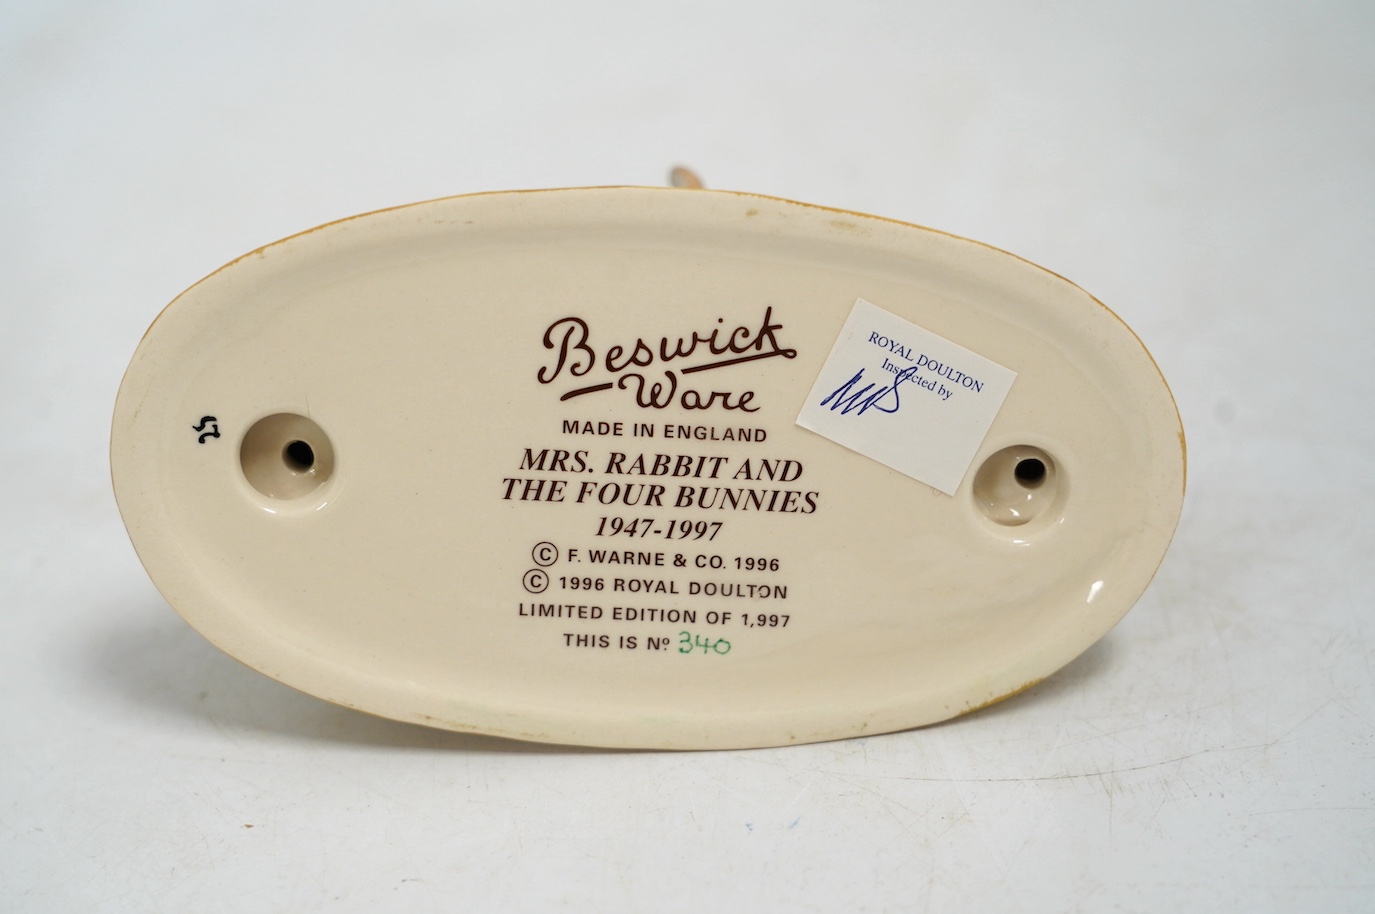 Beswick
Ware
MADE IN ENGLAND
MRS. RABBIT AND
THE FOUR BUNNIES
1947-1997
© F. WARNE & CO. 1996
© 1996 ROYAL DOULTON
LIMITED EDITION OF 1,997
THIS IS Nº 340
ROYAL DOULTON
Inspected by